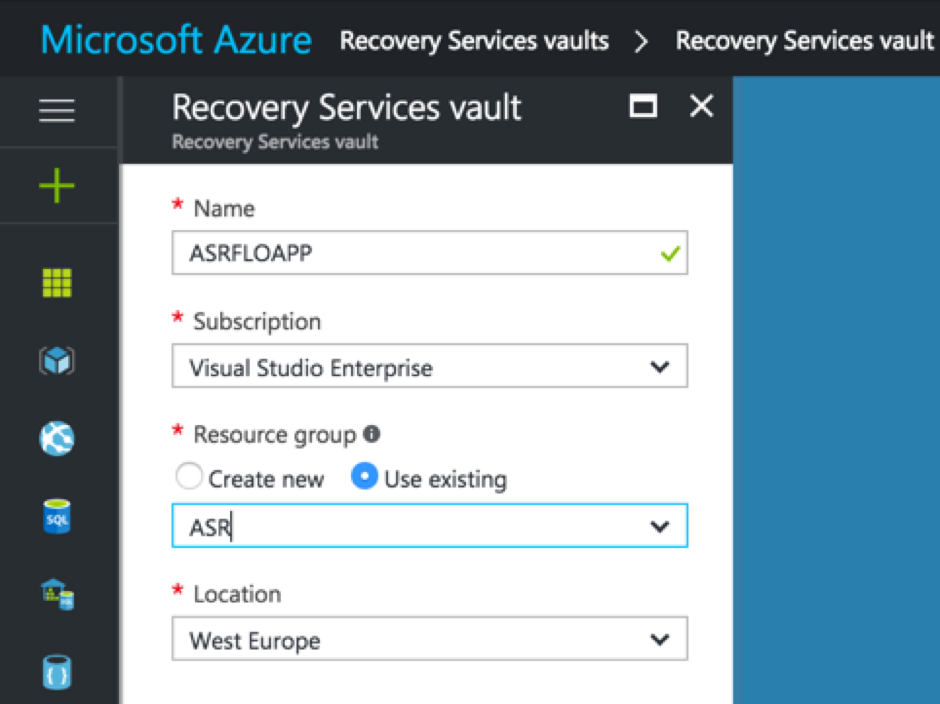 Microsoft Azure Recovery Services vaults > Recovery Services vault
Recovery Services vault
Recovery Services vault
* Name
ASRFLOAPP
* Subscription
Visual Studio Enterprise
* Resource group
Create new Use existing
ASR
SQL
* Location
West Europe